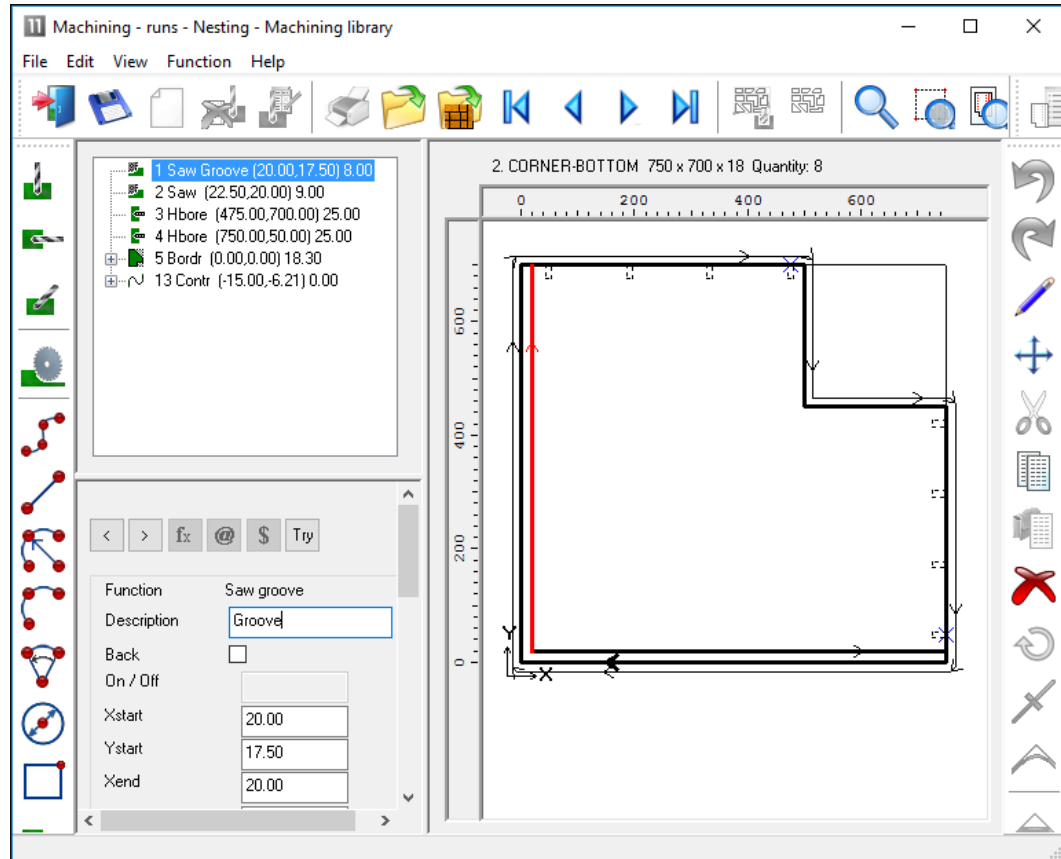 11 Machining - runs - Nesting - Machining library
File Edit View Function Help
1 Saw Groove (20.00,17.50) 8.00
2 Saw (22.50,20.00) 9.00
3 Hbore (475.00,700.00) 25.00
4 Hbore (750.00,50.00) 25.00
5 Bordr (0.00,0.00) 18.30
13 Contr (-15.00,-6.21) 0.00
< > fx @ $ Try
Function Saw groove
Description Groove
Back
On / Off
Xstart 20.00
Ystart 17.50
Xend 20.00
2. CORNER-BOTTOM 750 x 700 x 18 Quantity: 8
0 200 400 600
600
400
200
0
Y
X